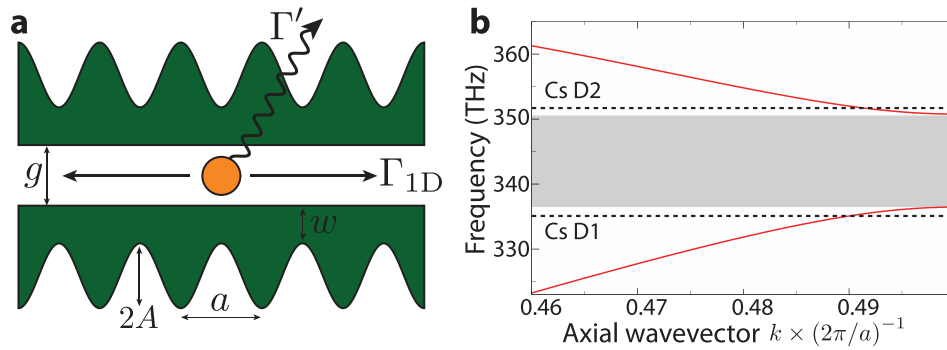 a
Γ′
g
Γ1D
w
2A
a
b
360
350
340
330
Frequency (THz)
Cs D2
Cs D1
0.46 0.47 0.48 0.49
Axial wavevector k × (2π/a)⁻¹